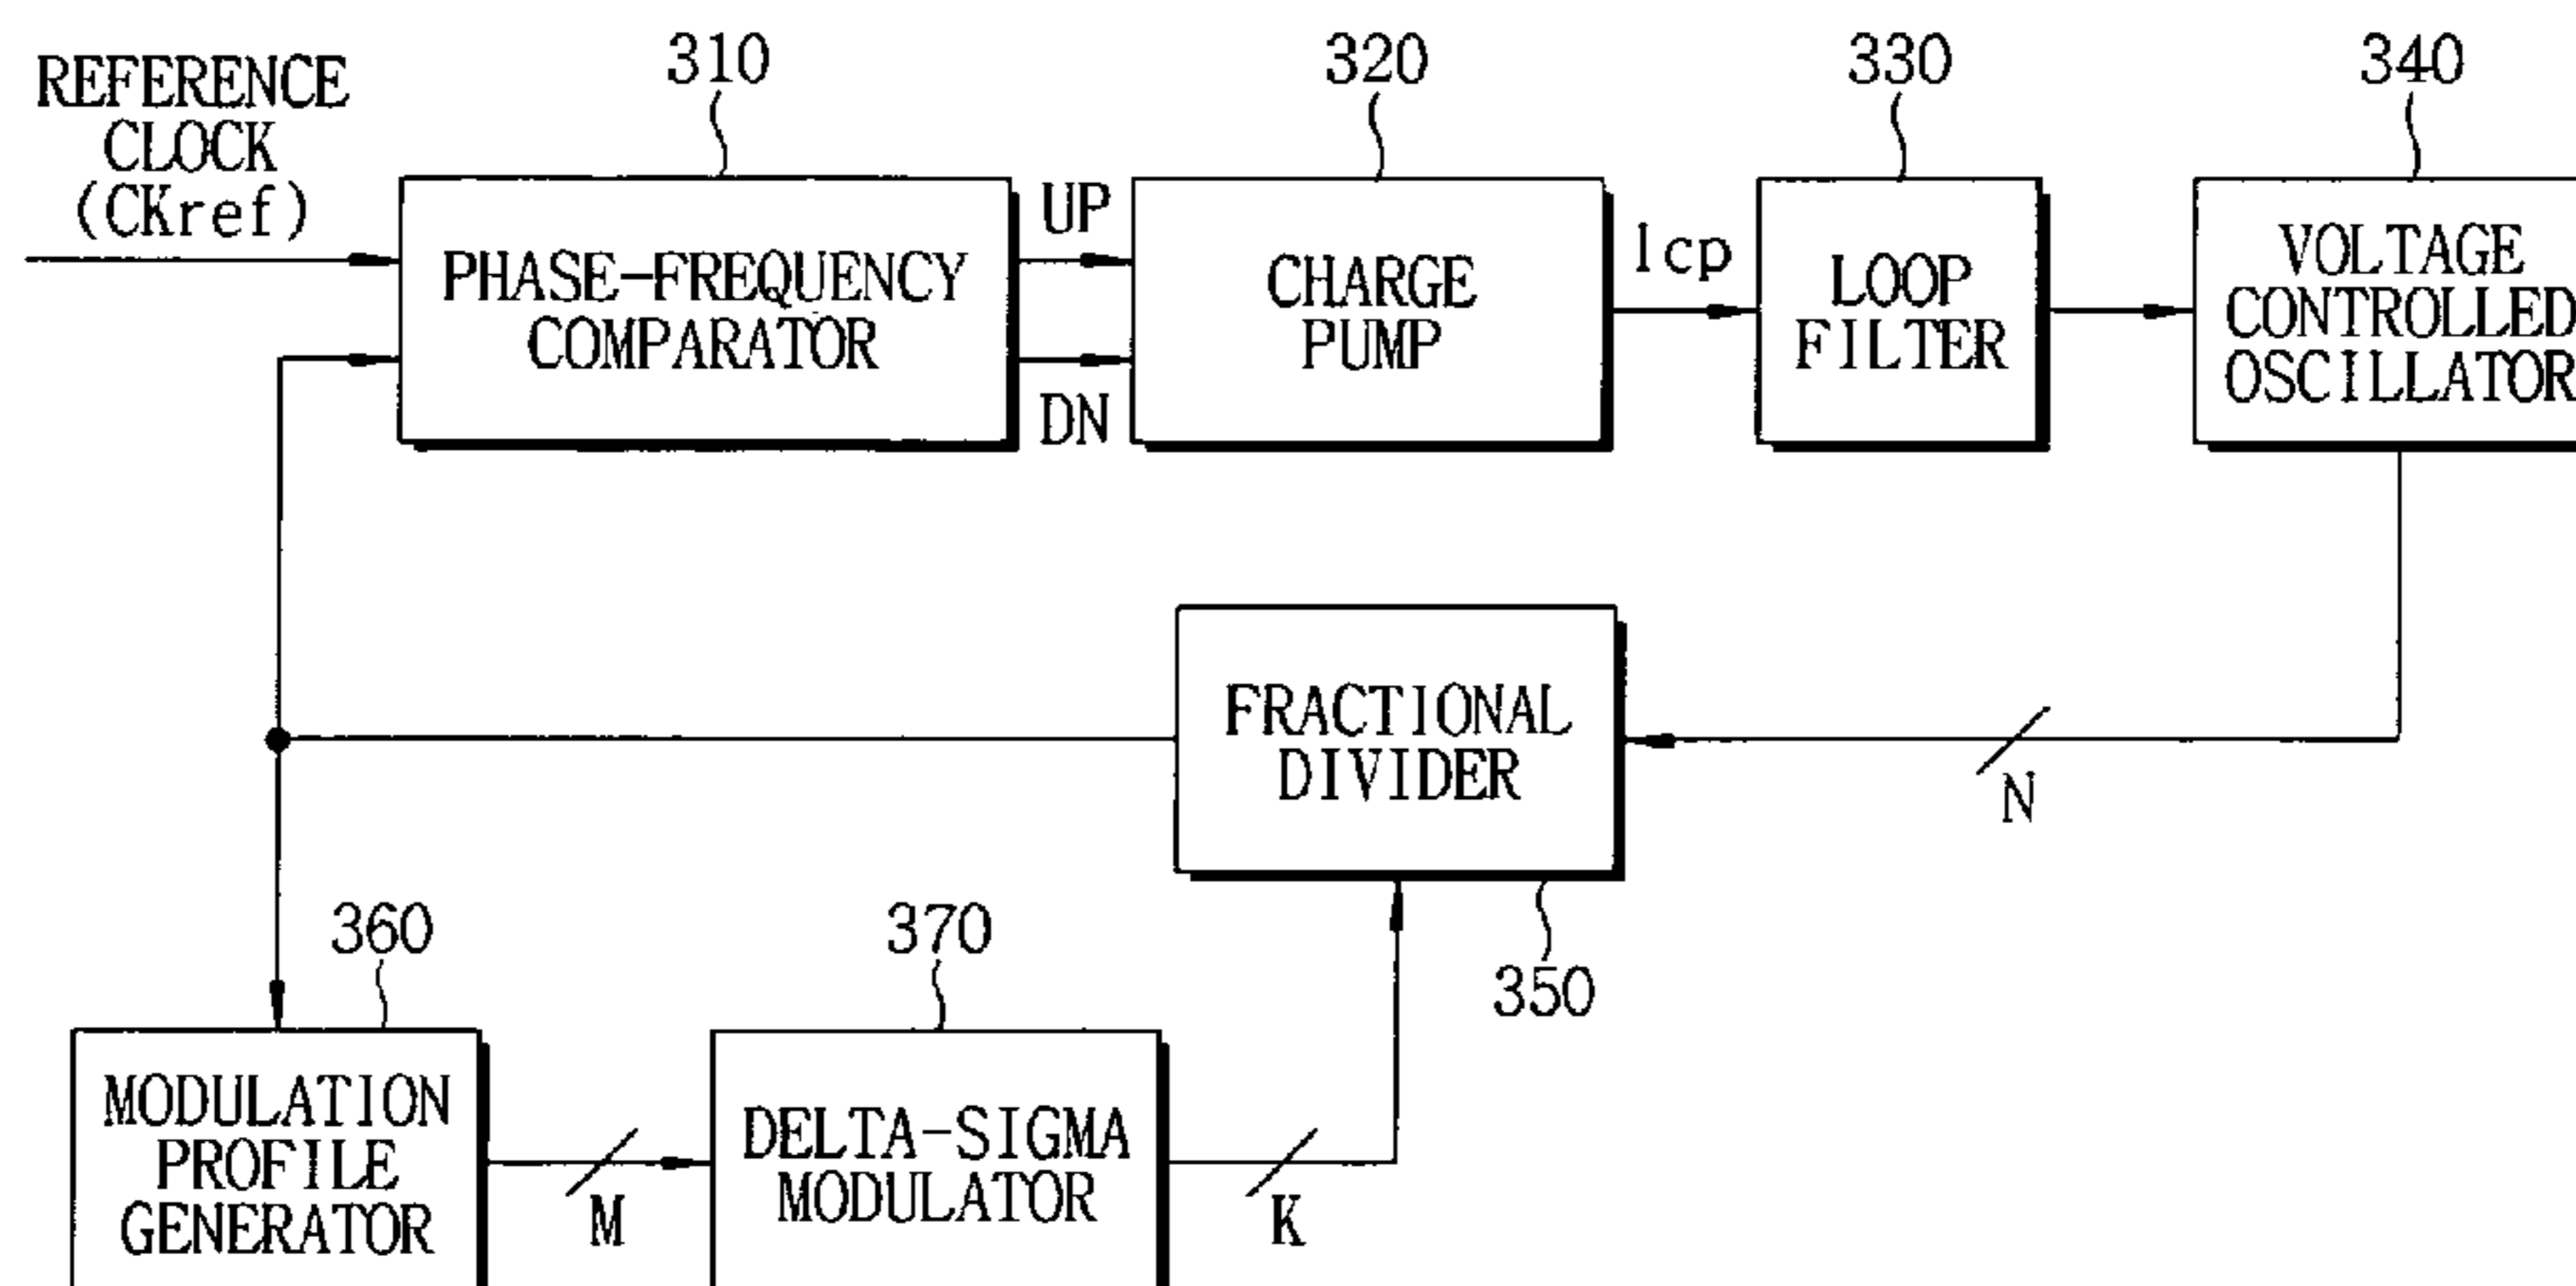 REFERENCE
CLOCK
(CKref)
310
320
330
340
PHASE-FREQUENCY
COMPARATOR
UP
DN
CHARGE
PUMP
Icp
LOOP
FILTER
VOLTAGE
CONTROLLED
OSCILLATOR
FRACTIONAL
DIVIDER
N
350
360
370
MODULATION
PROFILE
GENERATOR
M
DELTA-SIGMA
MODULATOR
K